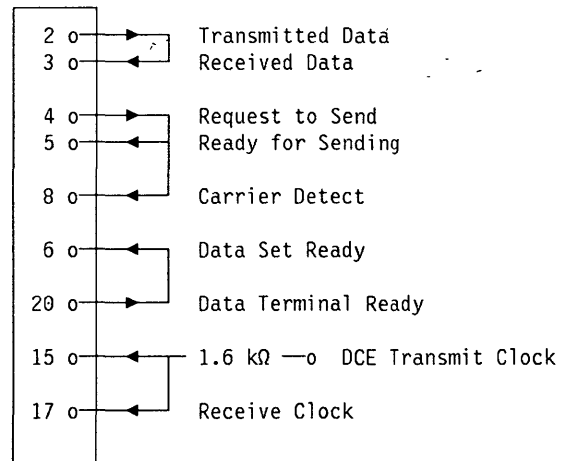 2 o Transmitted Data
3 o Received Data
4 o Request to Send
5 o Ready for Sending
8 o Carrier Detect
6 o Data Set Ready
20 o Data Terminal Ready
15 o 1.6 kΩ —o DCE Transmit Clock
17 o Receive Clock